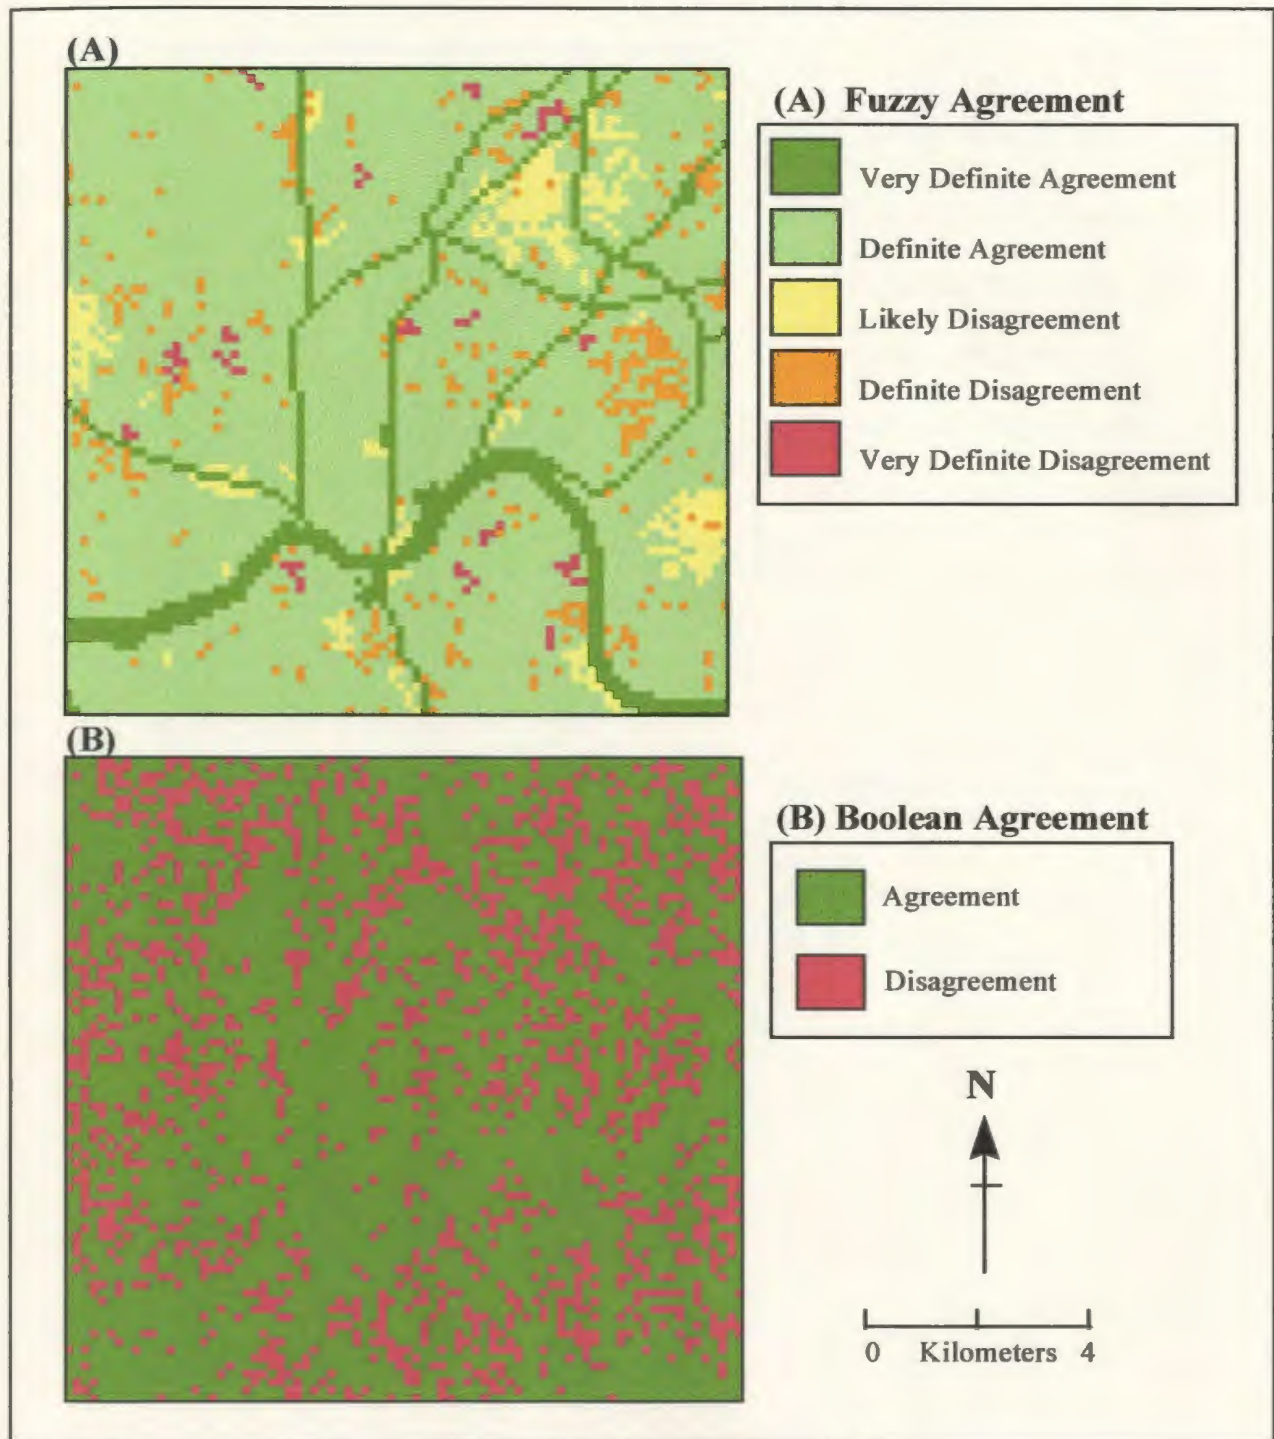 (A)
(A) Fuzzy Agreement
Very Definite Agreement
Definite Agreement
Likely Disagreement
Definite Disagreement
Very Definite Disagreement
(B)
(B) Boolean Agreement
Agreement
Disagreement
N
0 Kilometers 4